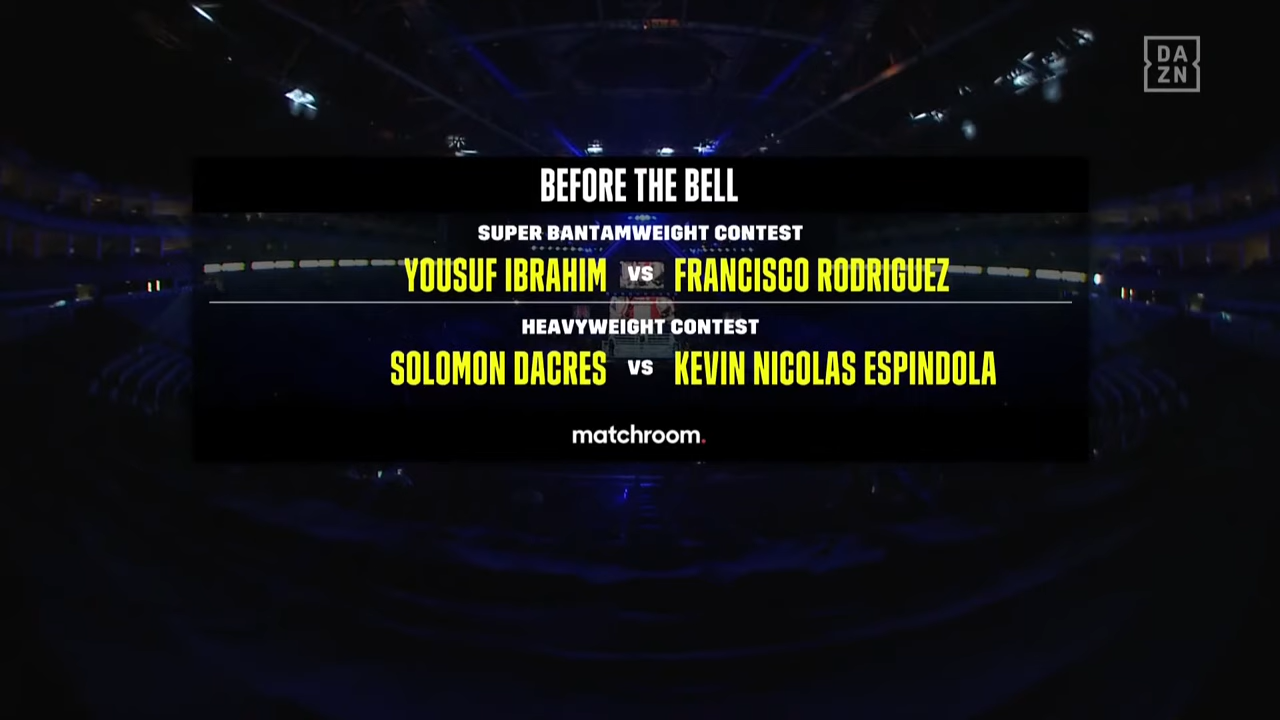 DAZN
BEFORE THE BELL
SUPER BANTAMWEIGHT CONTEST
YOUSUF IBRAHIM VS FRANCISCO RODRIGUEZ
HEAVYWEIGHT CONTEST
SOLOMON DACRES VS KEVIN NICOLAS ESPINDOLA
matchroom.